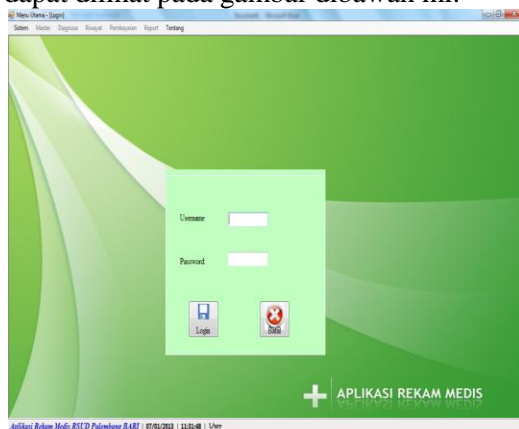 dapat dilihat pada gambar dibawah ini:
Menu Utama - [Login]
Sistem Master Diagnosa Riwayat Pembayaran Report Tentang
Username
Password
Login
Batal
APLIKASI REKAM MEDIS
Aplikasi Rekam Medis RSUD Palembang BARI | 07/01/2013 | 11:31:48 | User